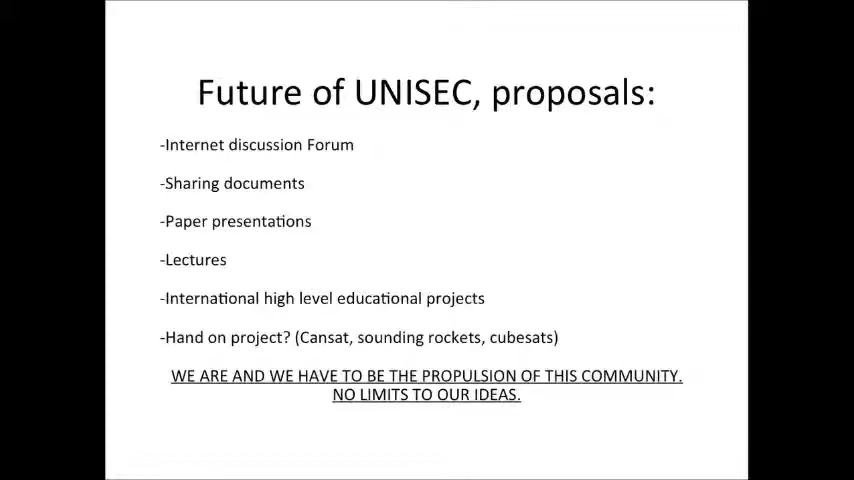 Future of UNISEC, proposals:
-Internet discussion Forum
-Sharing documents
-Paper presentations
-Lectures
-International high level educational projects
-Hand on project? (Cansat, sounding rockets, cubesats)
WE ARE AND WE HAVE TO BE THE PROPULSION OF THIS COMMUNITY.
NO LIMITS TO OUR IDEAS.